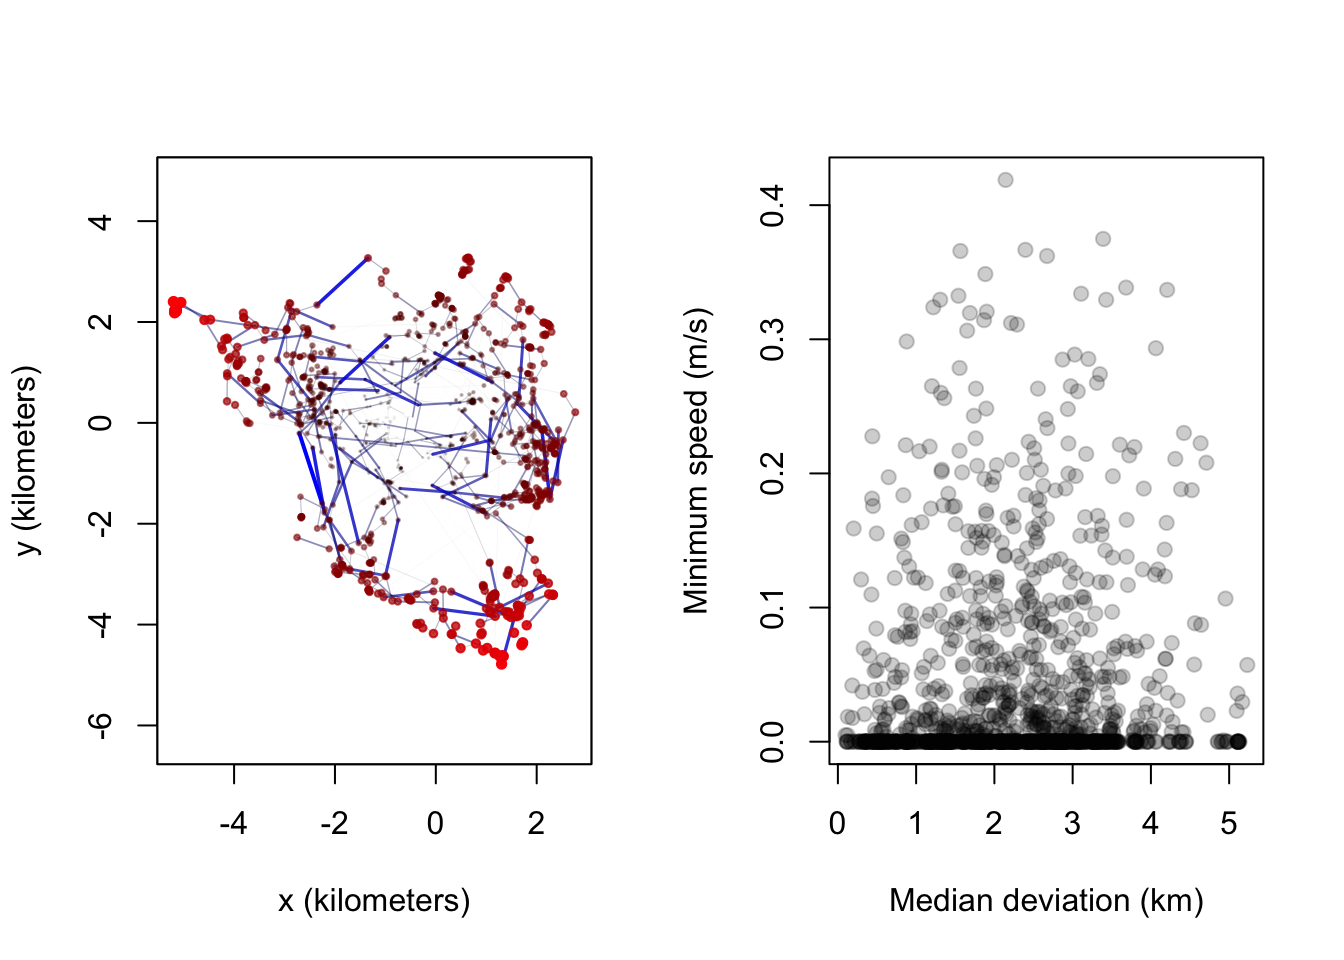 4
2
0
-2
-4
-6
y (kilometers)
-4 -2 0 2
x (kilometers)
0.4
0.3
0.2
0.1
0.0
Minimum speed (m/s)
0 1 2 3 4 5
Median deviation (km)